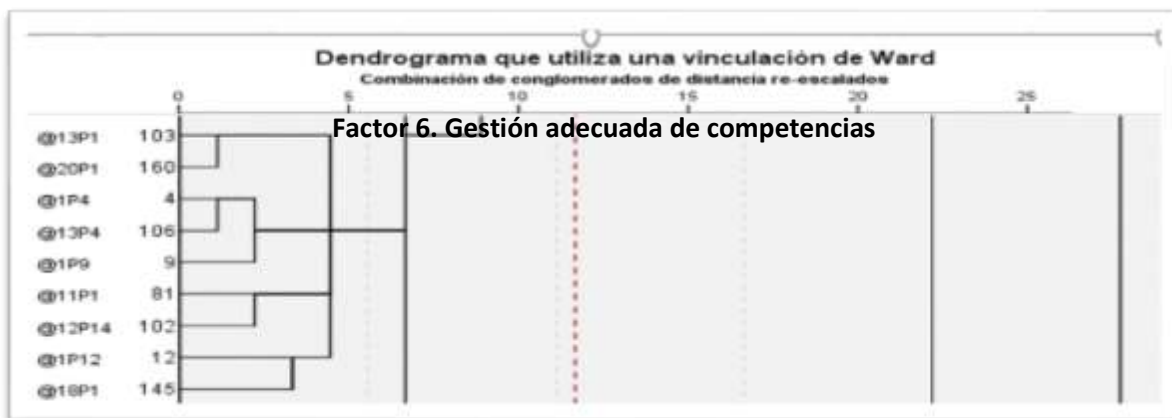 Dendrograma que utiliza una vinculación de Ward
Combinación de conglomerados de distancia re-escalados
0 5 10 15 20 25
Factor 6. Gestión adecuada de competencias
@13P1 103
@20P1 160
@1P4 4
@13P4 106
@1P9 9
@11P1 81
@12P14 102
@1P12 12
@18P1 145